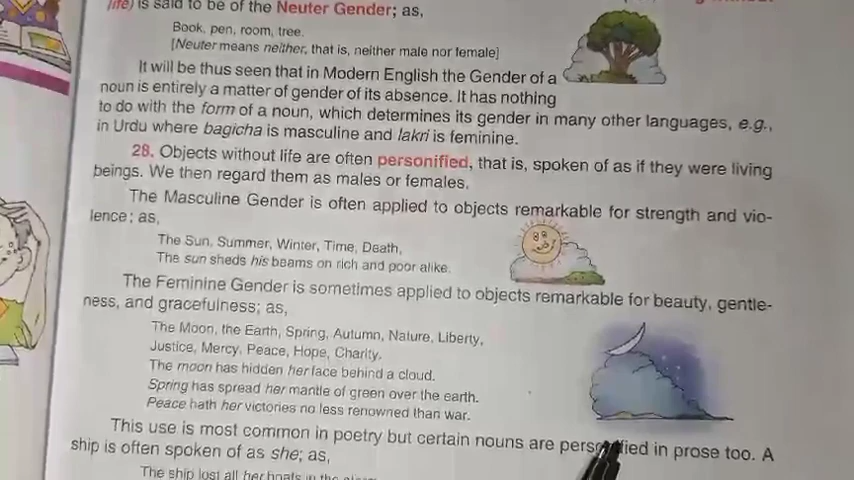 life) is said to be of the Neuter Gender; as,
Book, pen, room, tree.
[Neuter means neither, that is, neither male nor female]
It will be thus seen that in Modern English the Gender of a
noun is entirely a matter of gender of its absence. It has nothing
to do with the form of a noun, which determines its gender in many other languages, e.g.,
in Urdu where bagicha is masculine and lakri is feminine.
28. Objects without life are often personified, that is, spoken of as if they were living
beings. We then regard them as males or females.
The Masculine Gender is often applied to objects remarkable for strength and vio-
lence; as,
The Sun, Summer, Winter, Time, Death,
The sun sheds his beams on rich and poor alike.
The Feminine Gender is sometimes applied to objects remarkable for beauty, gentle-
ness, and gracefulness; as,
The Moon, the Earth, Spring, Autumn, Nature, Liberty,
Justice, Mercy, Peace, Hope, Charity.
The moon has hidden her face behind a cloud.
Spring has spread her mantle of green over the earth.
Peace hath her victories no less renowned than war.
This use is most common in poetry but certain nouns are personified in prose too. A
ship is often spoken of as she; as,
The ship lost all her boats in the